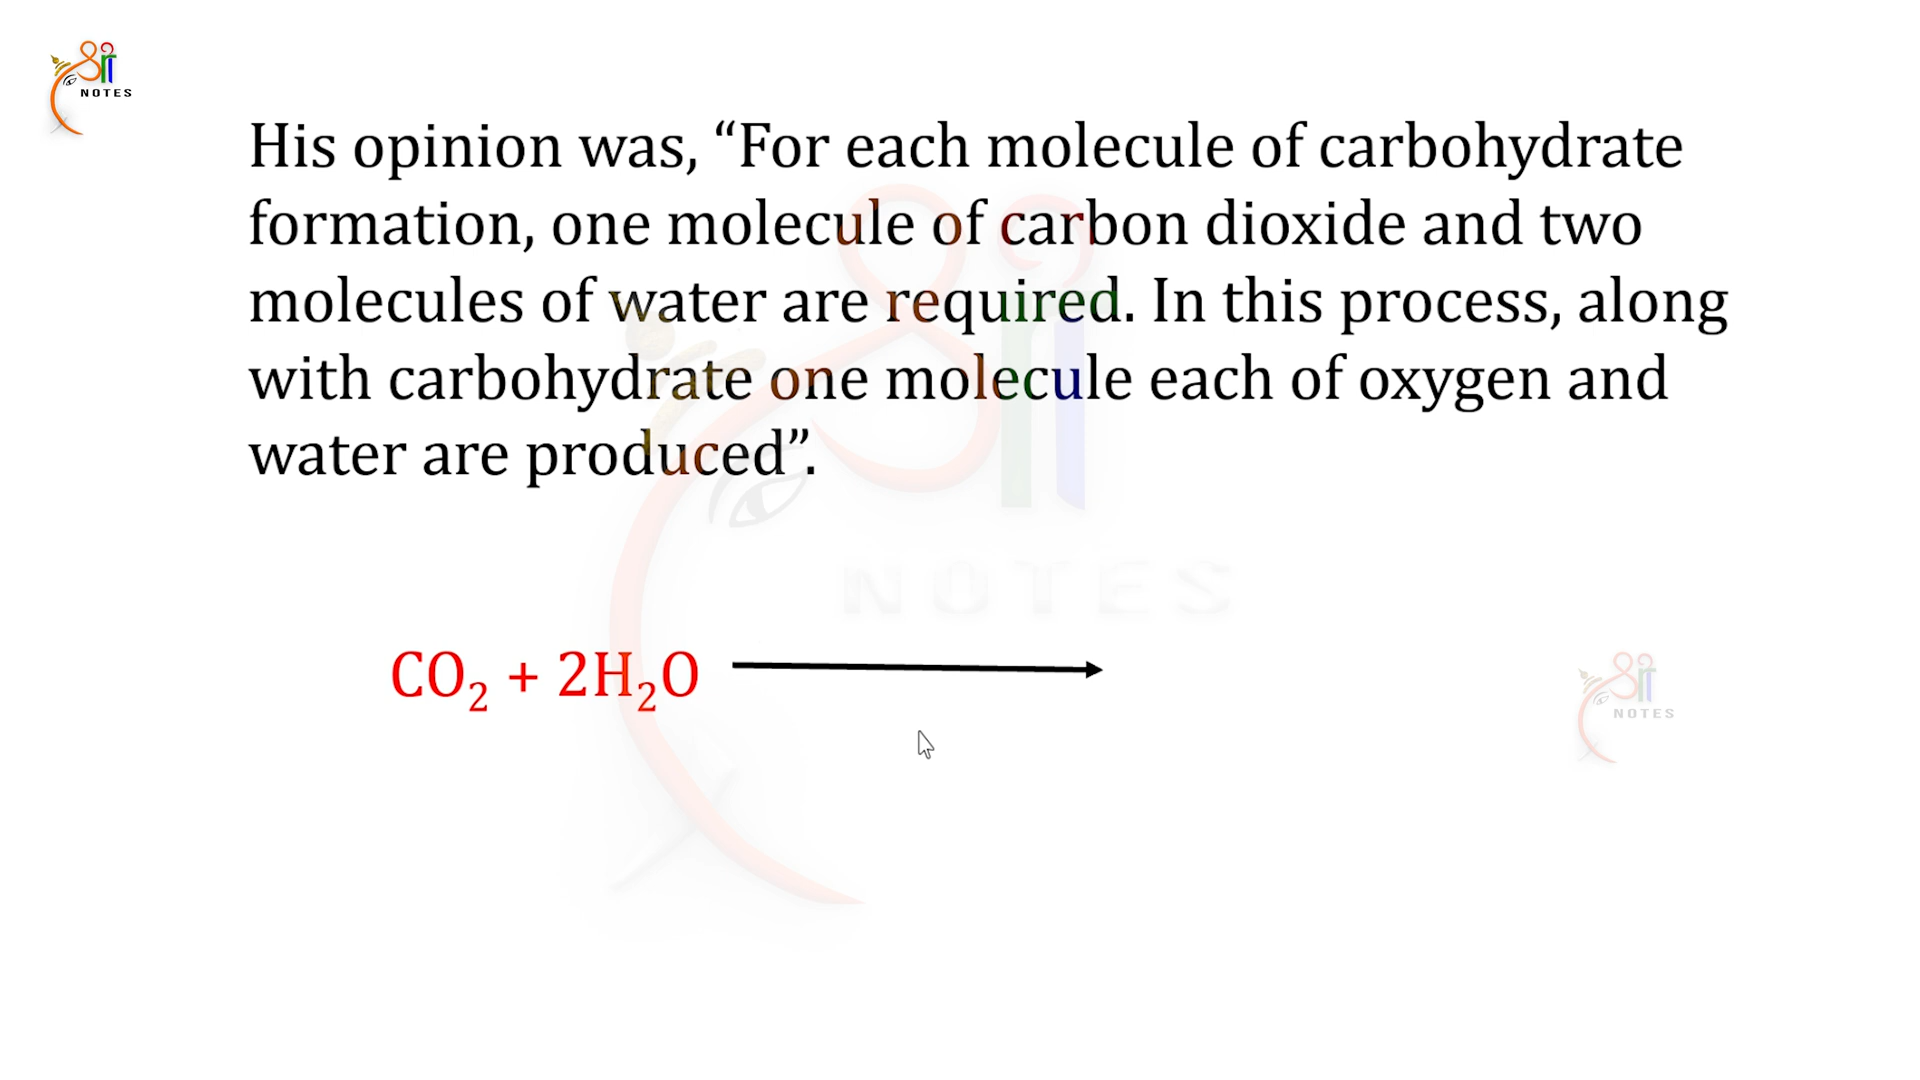 श्री
NOTES
His opinion was, “For each molecule of carbohydrate
formation, one molecule of carbon dioxide and two
molecules of water are required. In this process, along
with carbohydrate one molecule each of oxygen and
water are produced”.
श्री
NOTES
CO₂ + 2H₂O
श्री
NOTES